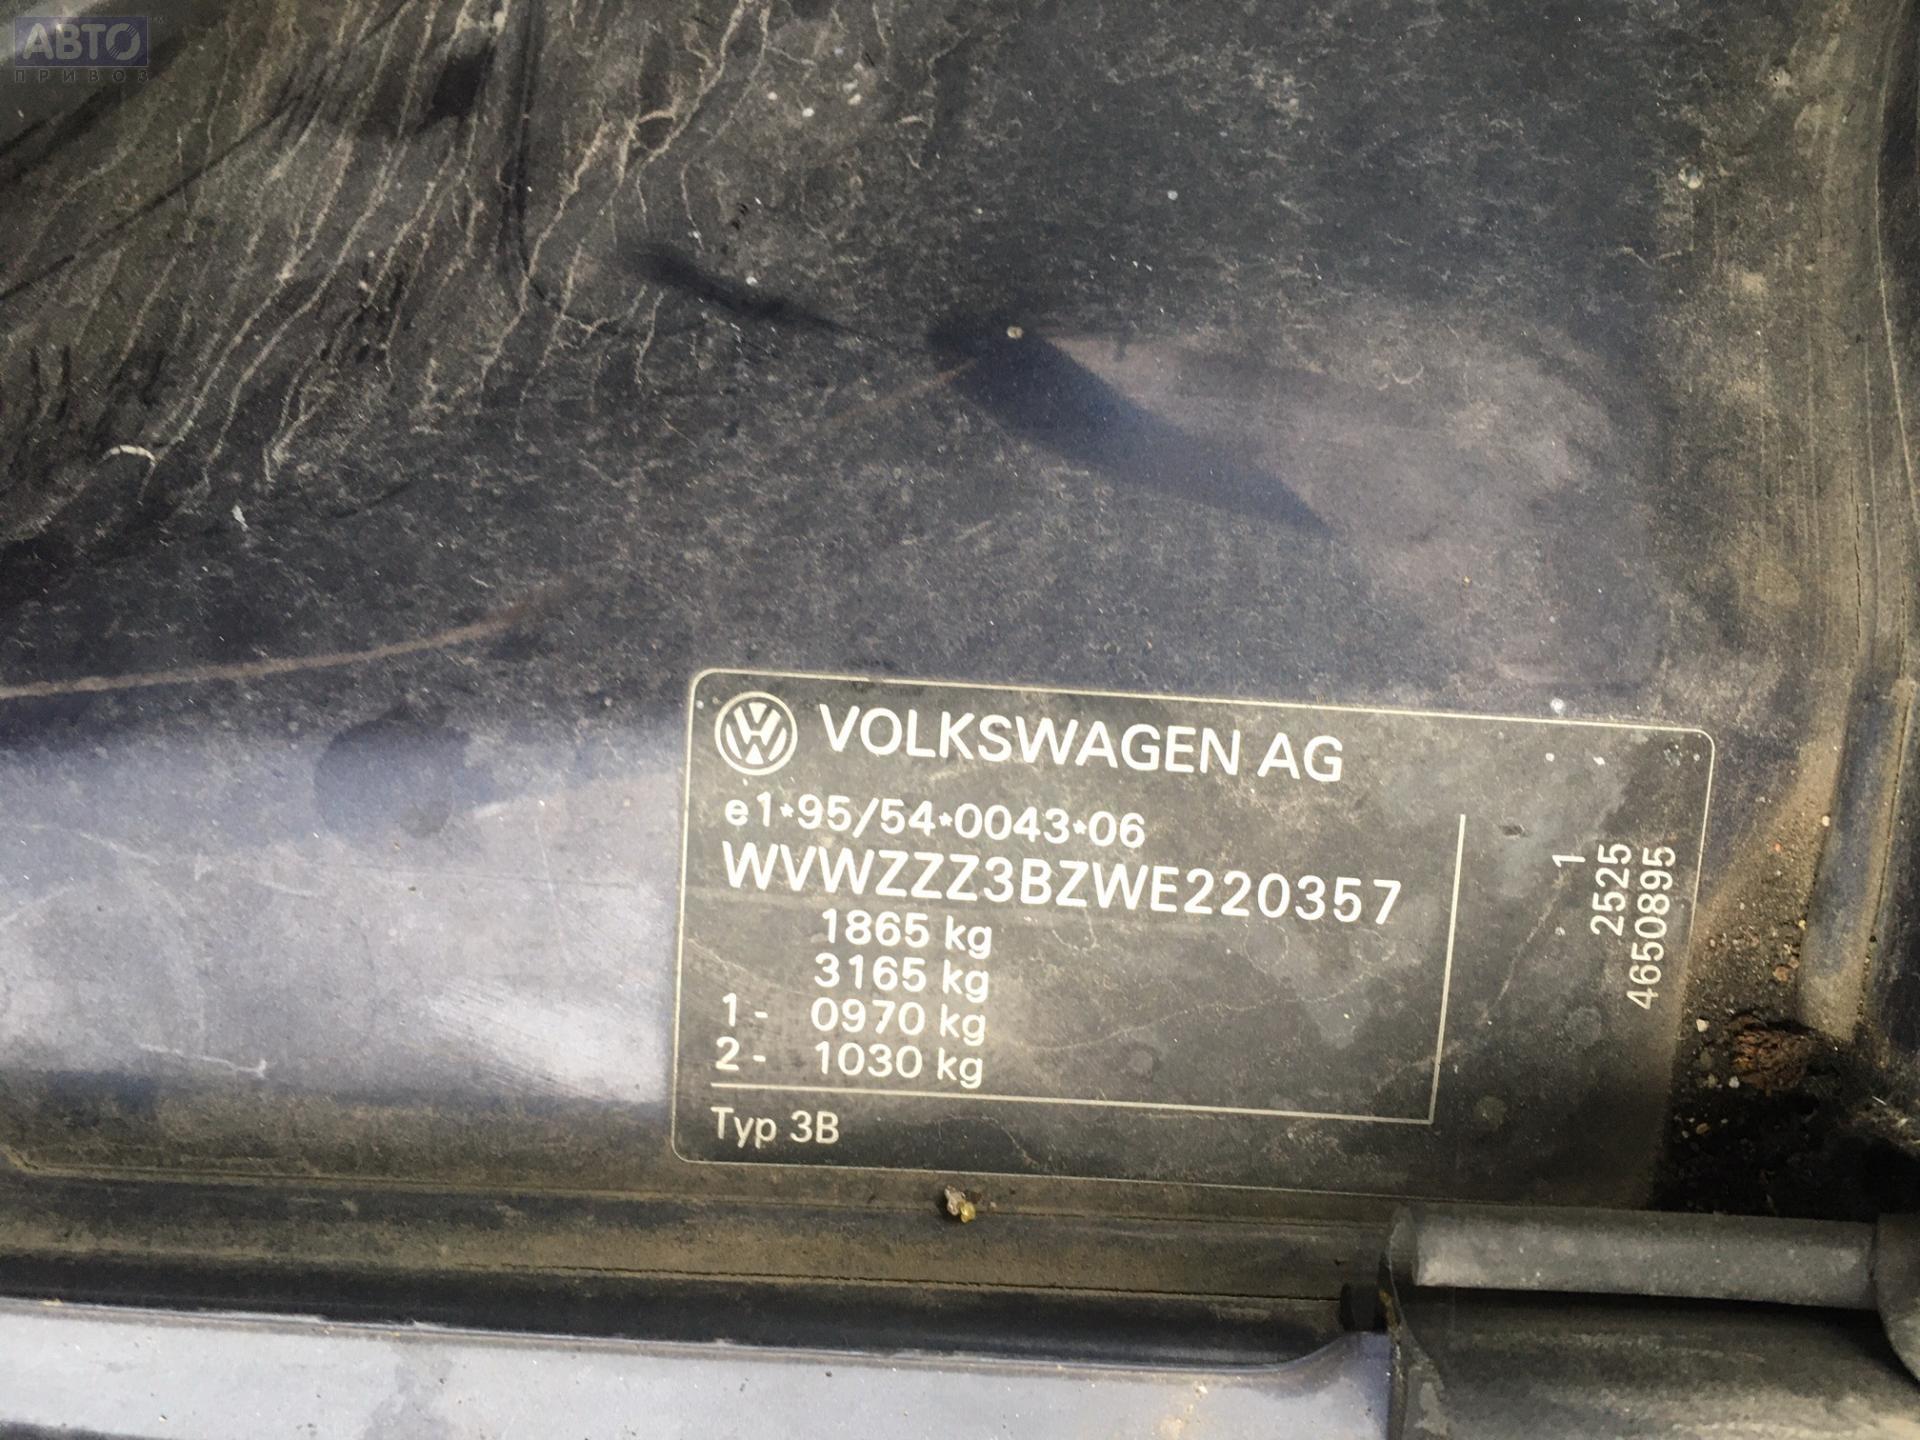 АВТО
ПРИВОЗ
VOLKSWAGEN AG
e1*95/54*0043*06
WVWZZZ3BZWE220357
1865 kg
3165 kg
1- 0970 kg
2- 1030 kg
Typ 3B
1
2525
4650895